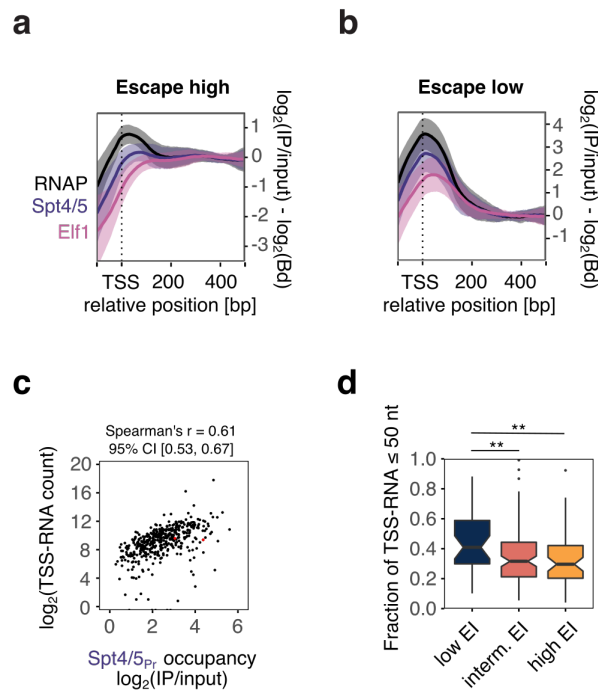 a
Escape high
RNAP
Spt4/5
Elf1
1
0
-1
-2
-3
log2(IP/input) - log2(Bd)
TSS 200 400
relative position [bp]
b
Escape low
4
3
2
1
0
-1
log2(IP/input) - log2(Bd)
TSS 200 400
relative position [bp]
c
Spearman's r = 0.61
95% CI [0.53, 0.67]
log2(TSS-RNA count)
20
16
12
8
4
0
0 2 4 6
Spt4/5Pr occupancy
log2(IP/input)
d
Fraction of TSS-RNA ≤ 50 nt
**
**
1.0
0.8
0.6
0.4
0.2
0.0
low EI
interm. EI
high EI